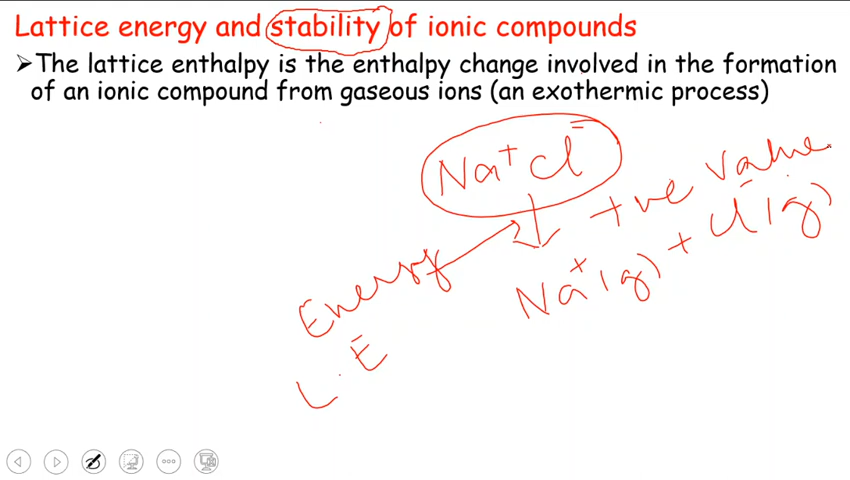 Lattice energy and stability of ionic compounds
➤The lattice enthalpy is the enthalpy change involved in the formation
of an ionic compound from gaseous ions (an exothermic process)
Na⁺ Cl⁻
+ve value
Energy
Na⁺(g) + Cl⁻(g)
L.E